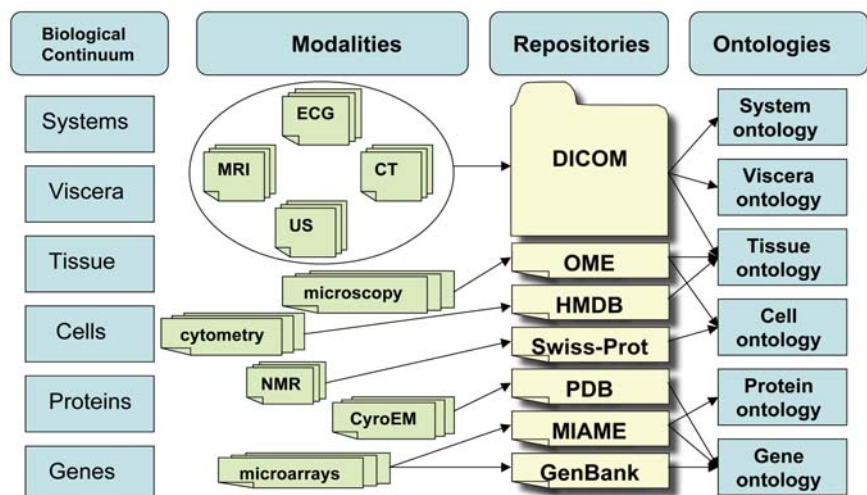 Biological
Continuum
Modalities
Repositories
Ontologies
Systems
Viscera
Tissue
Cells
Proteins
Genes
ECG
MRI
CT
US
microscopy
cytometry
NMR
CyroEM
microarrays
DICOM
OME
HMDB
Swiss-Prot
PDB
MIAME
GenBank
System
ontology
Viscera
ontology
Tissue
ontology
Cell
ontology
Protein
ontology
Gene
ontology